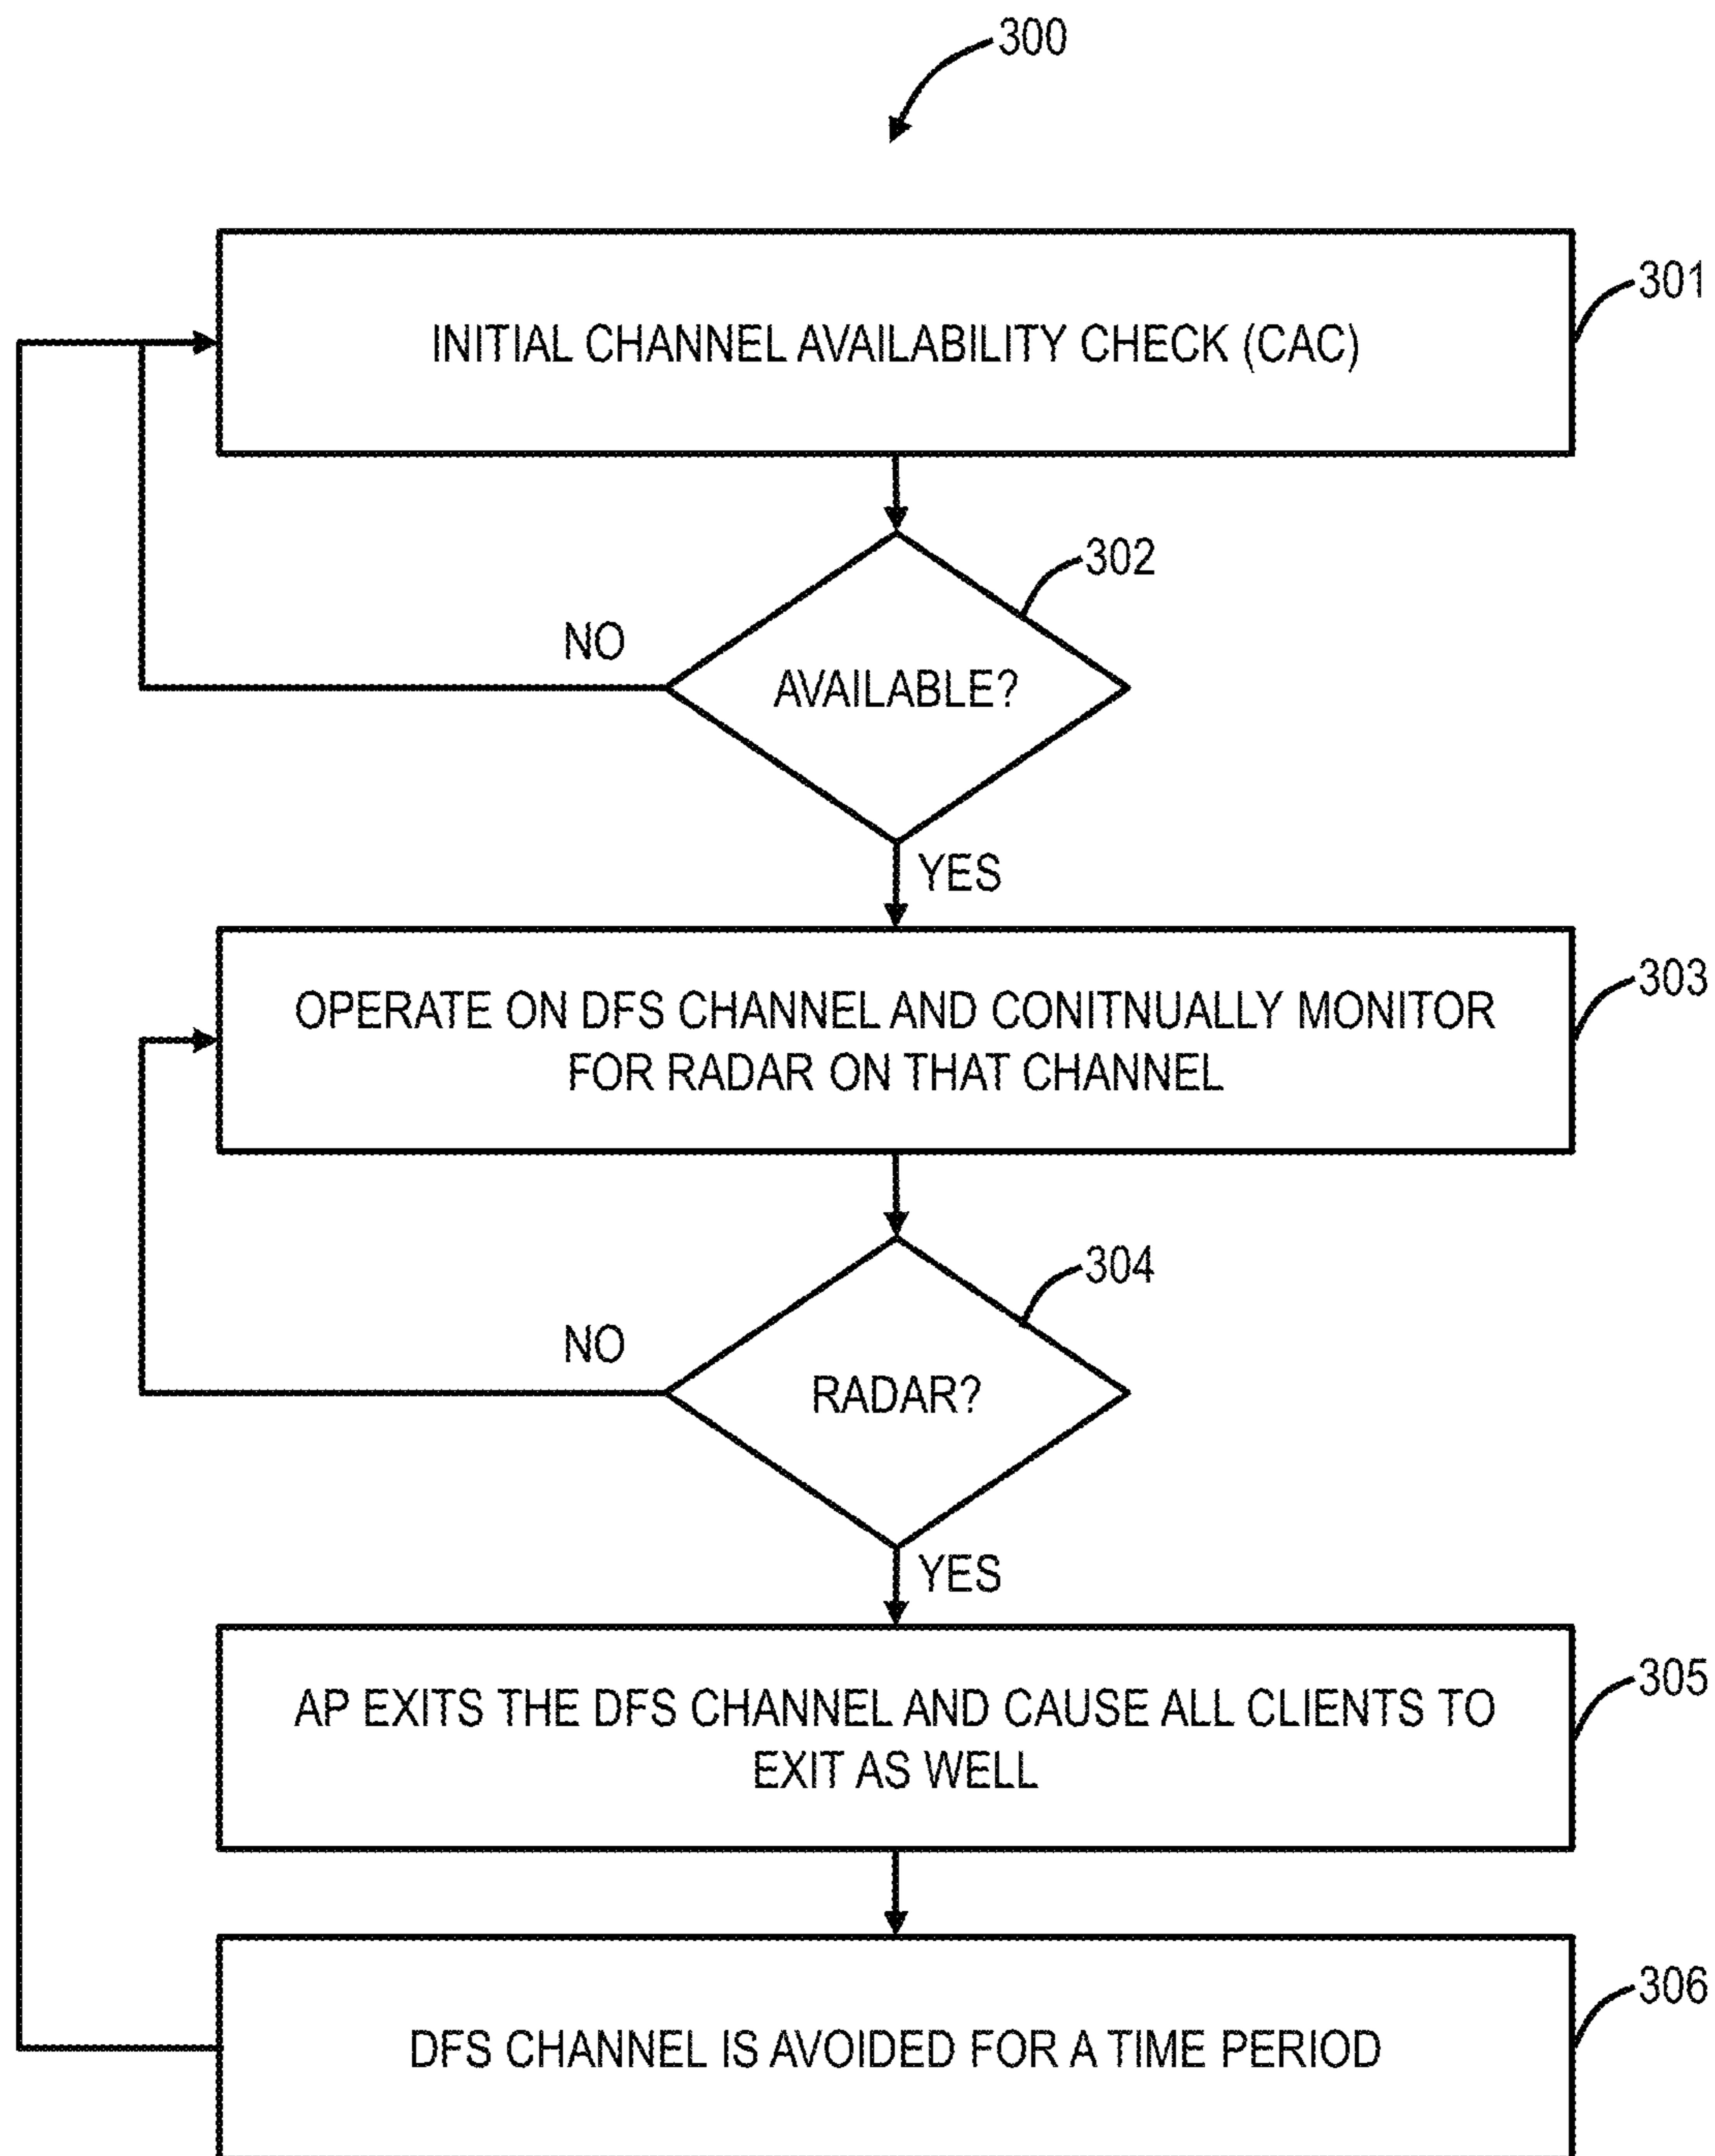 300
INITIAL CHANNEL AVAILABILITY CHECK (CAC)
301
302
AVAILABLE?
NO
YES
OPERATE ON DFS CHANNEL AND CONITNUALLY MONITOR
FOR RADAR ON THAT CHANNEL
303
304
RADAR?
NO
YES
AP EXITS THE DFS CHANNEL AND CAUSE ALL CLIENTS TO
EXIT AS WELL
305
DFS CHANNEL IS AVOIDED FOR A TIME PERIOD
306